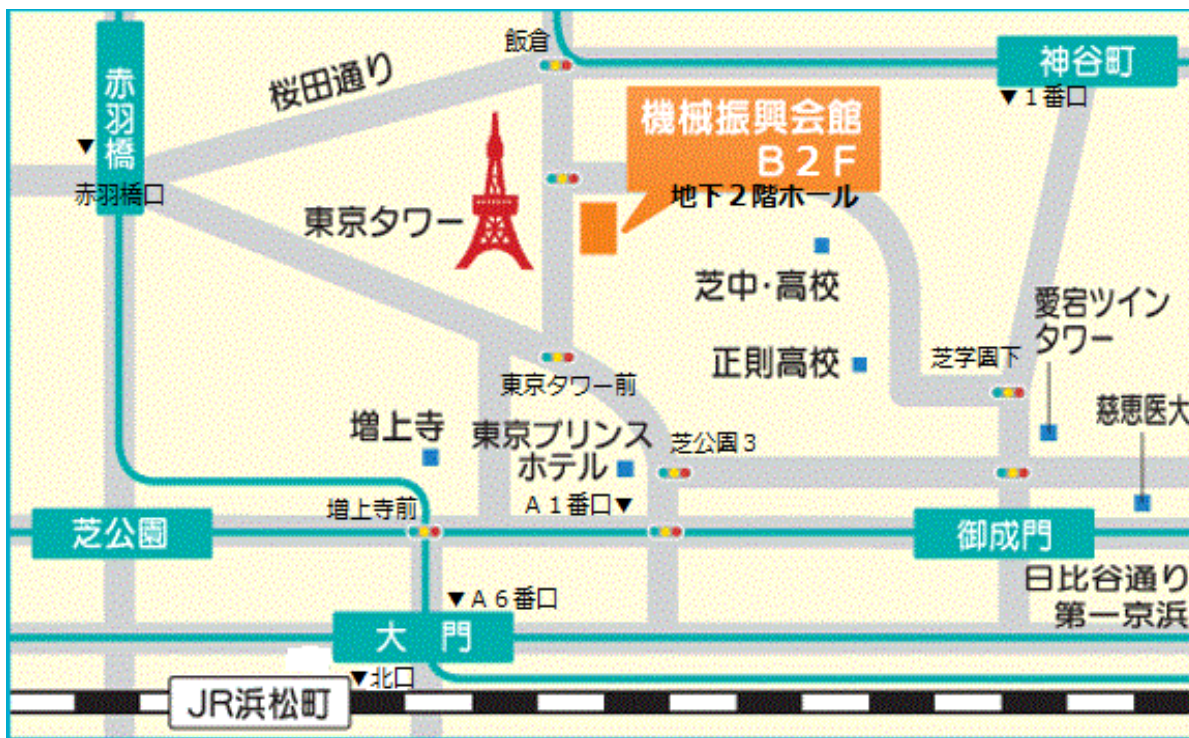 飯倉
神谷町
▼１番口
桜田通り
赤羽橋
▼
赤羽橋口
機械振興会館
Ｂ２Ｆ
地下２階ホール
東京タワー
芝中・高校
愛宕ツイン
タワー
正則高校
芝学園下
東京タワー前
慈恵医大
増上寺
東京プリンス
ホテル
芝公園３
増上寺前
Ａ１番口▼
芝公園
御成門
日比谷通り
第一京浜
▼Ａ６番口
大門
▼北口
JR浜松町